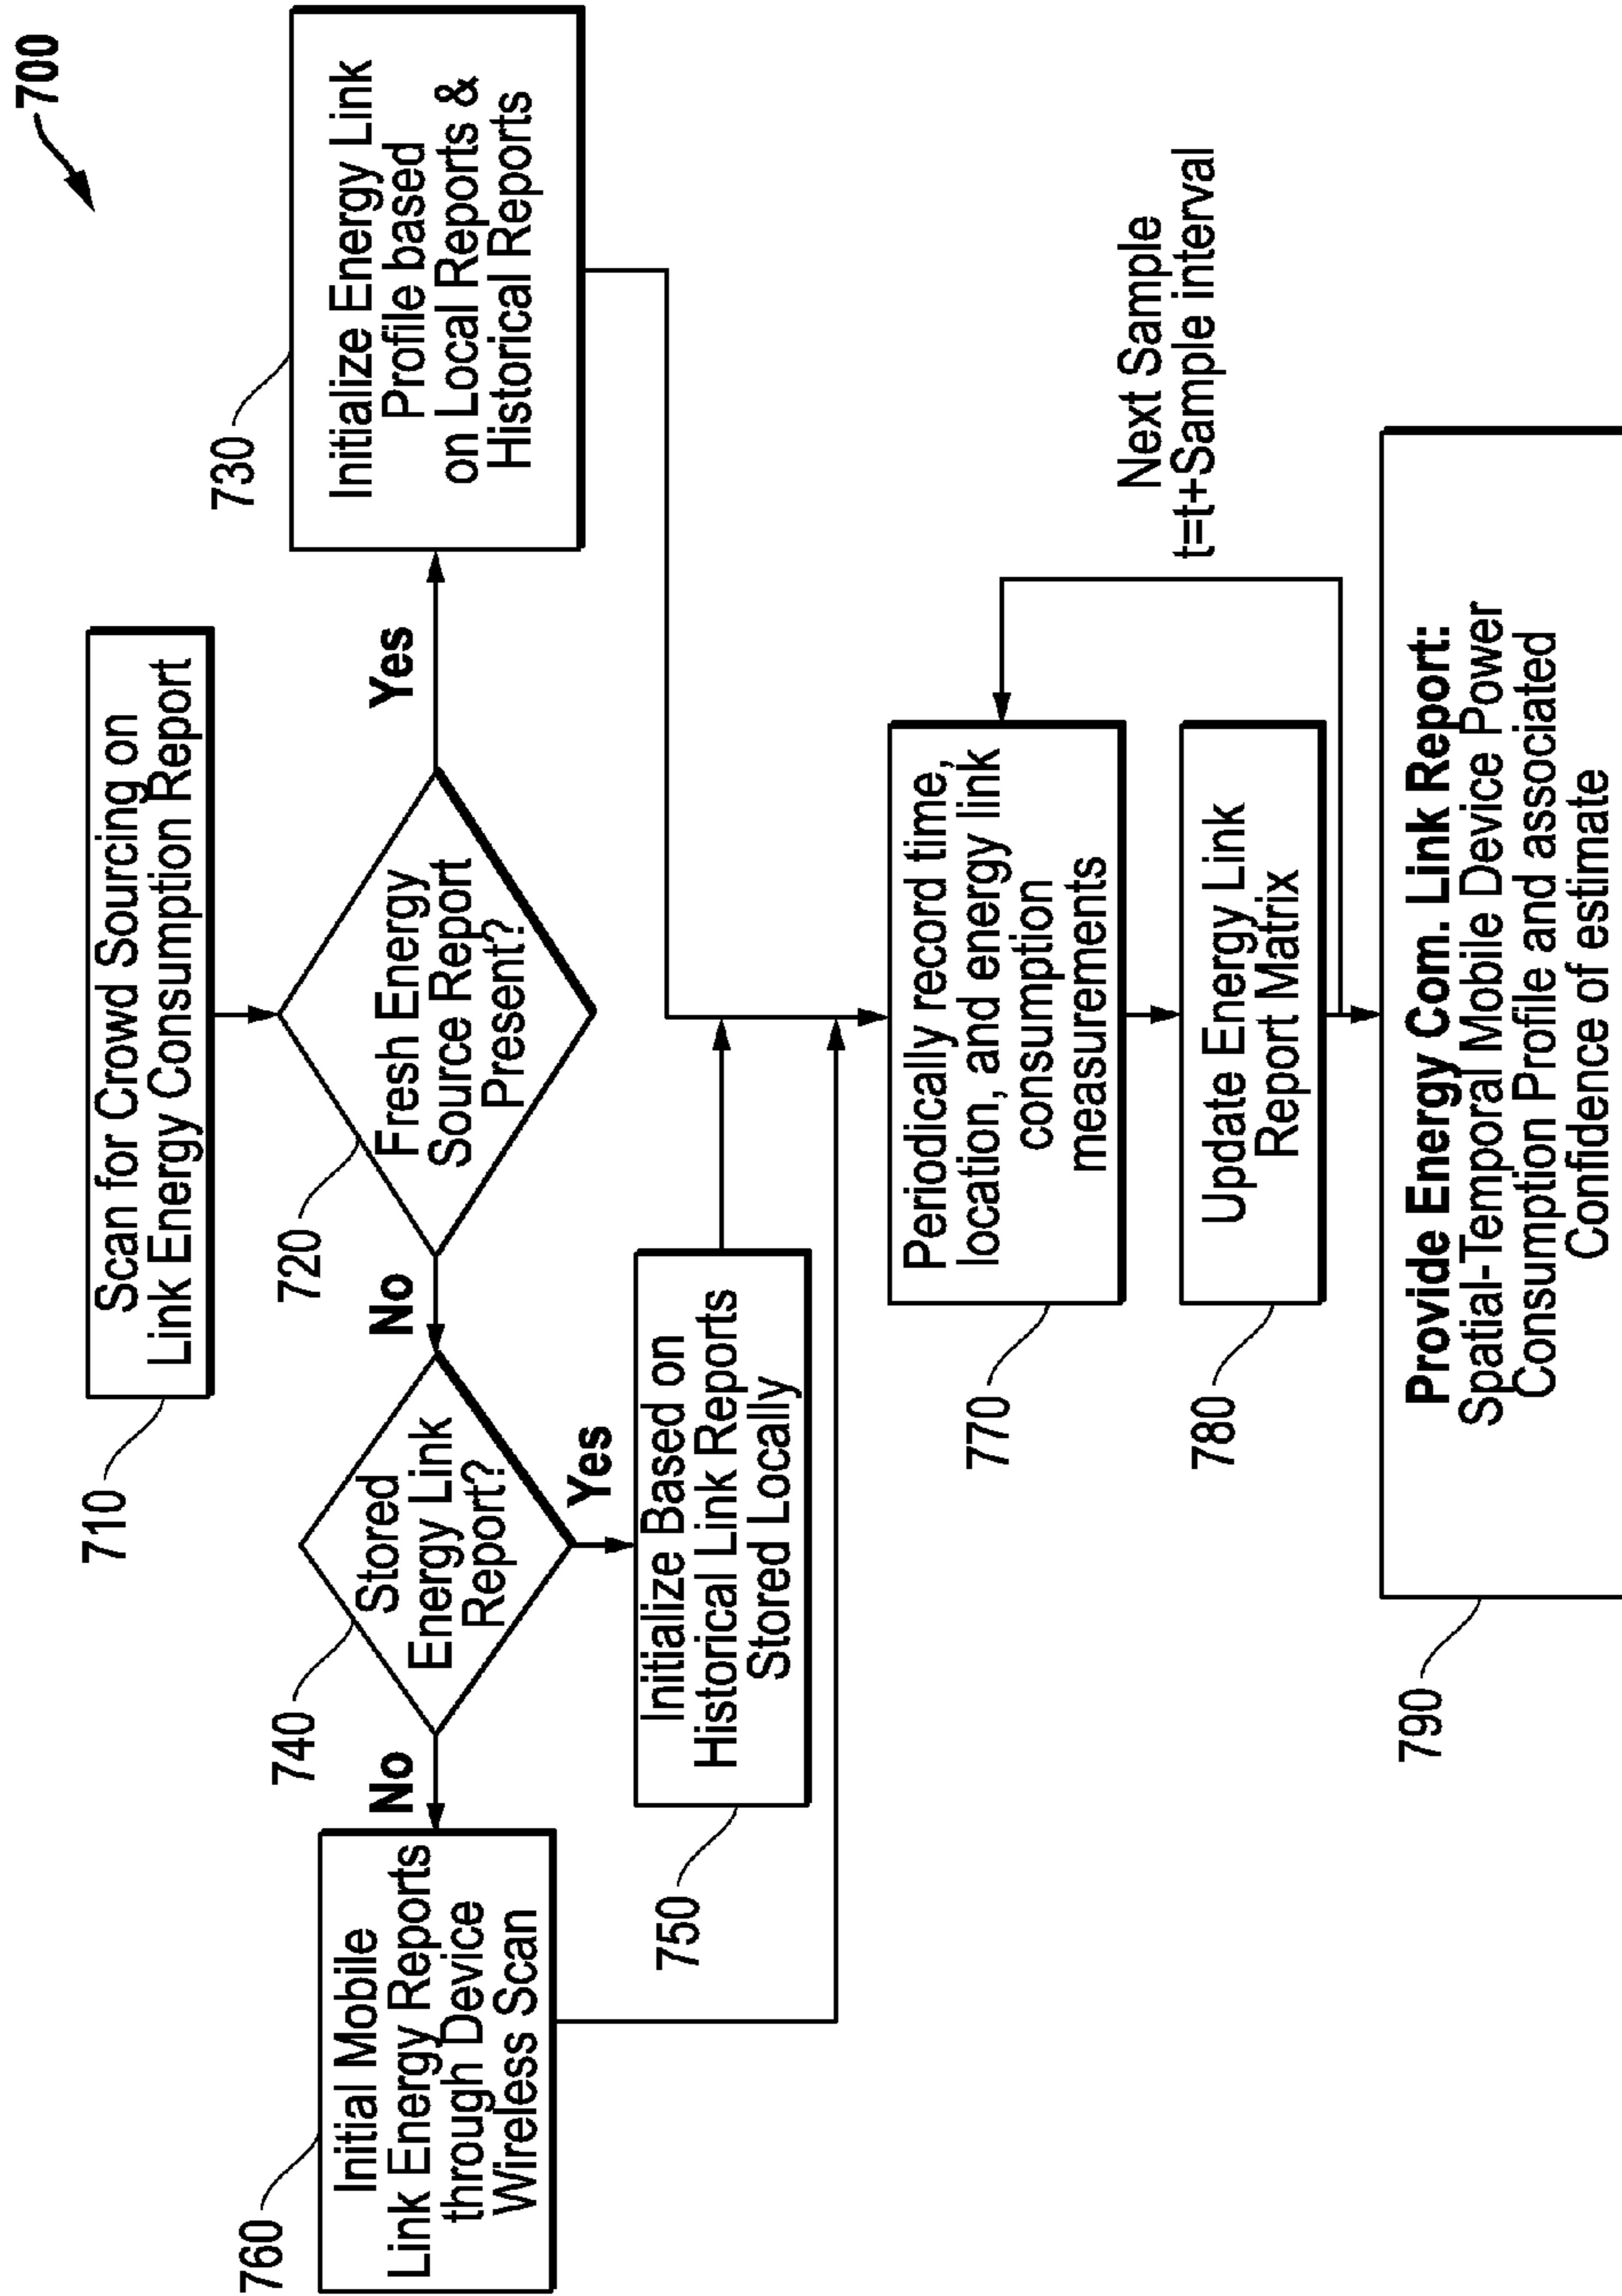 700
710
Scan for Crowd Sourcing on
Link Energy Consumption Report
720
Fresh Energy
Source Report
Present?
Yes
730
Initialize Energy Link
Profile based
on Local Reports &
Historical Reports
No
740
Stored
Energy Link
Report?
Yes
750
Initialize Based on
Historical Link Reports
Stored Locally
No
760
Initial Mobile
Link Energy Reports
through Device
Wireless Scan
770
Periodically record time,
location, and energy link
consumption
measurements
Next Sample
t=t+Sample interval
780
Update Energy Link
Report Matrix
790
Provide Energy Com. Link Report:
Spatial-Temporal Mobile Device Power
Consumption Profile and associated
Confidence of estimate